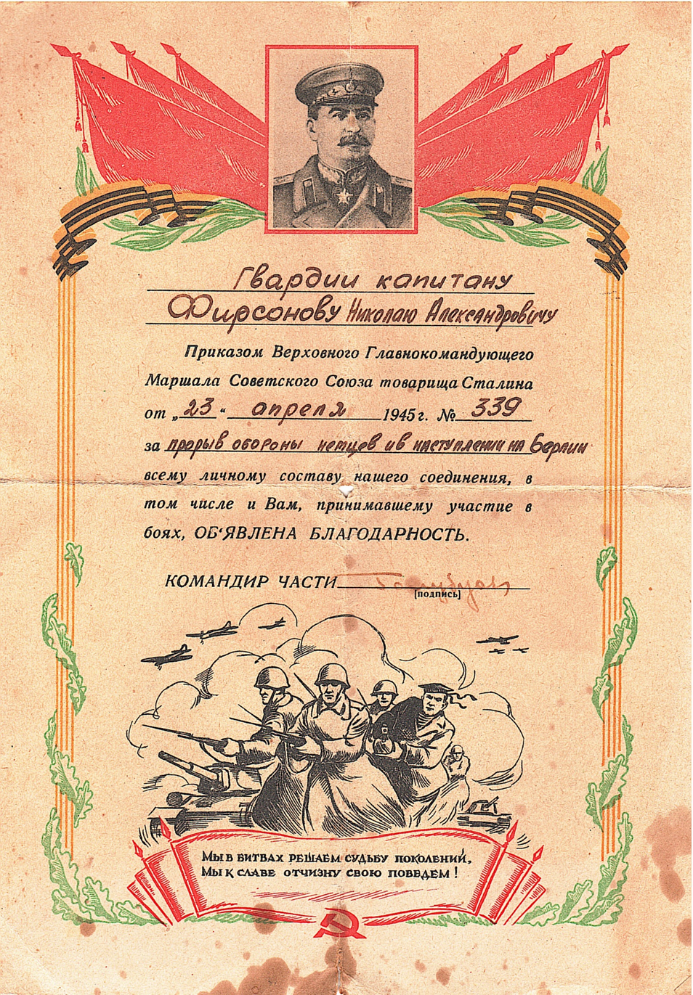 Гвардии капитану
Фирсонову Николаю Александровичу
Приказом Верховного Главнокомандующего
Маршала Советского Союза товарища Сталина
от „23“ апреля 1945 г. № 339
за прорыв обороны немцев и в наступлении на Берлин
всему личному составу нашего соединения, в
том числе и Вам, принимавшему участие в
боях, ОБ'ЯВЛЕНА БЛАГОДАРНОСТЬ.
КОМАНДИР ЧАСТИ
[подпись]
Мы в битвах решаем судьбу поколений,
Мы к славе отчизну свою поведем!